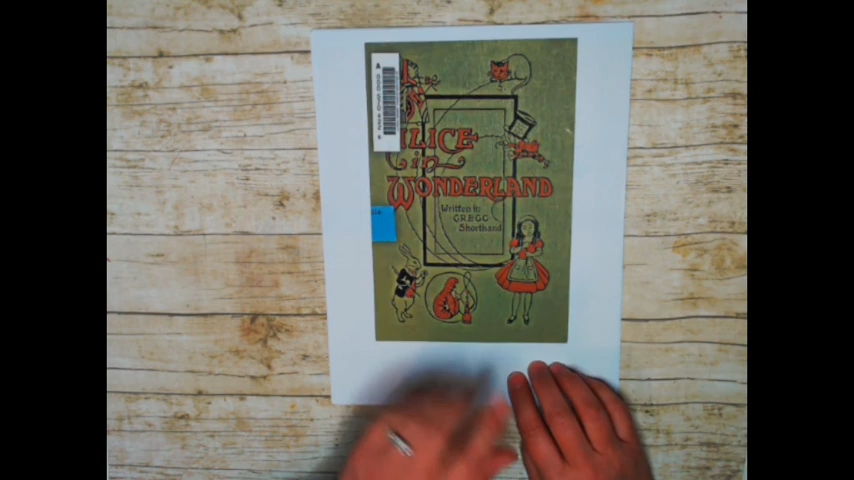 ALICE
in
WONDERLAND
Written in
GREGG
Shorthand